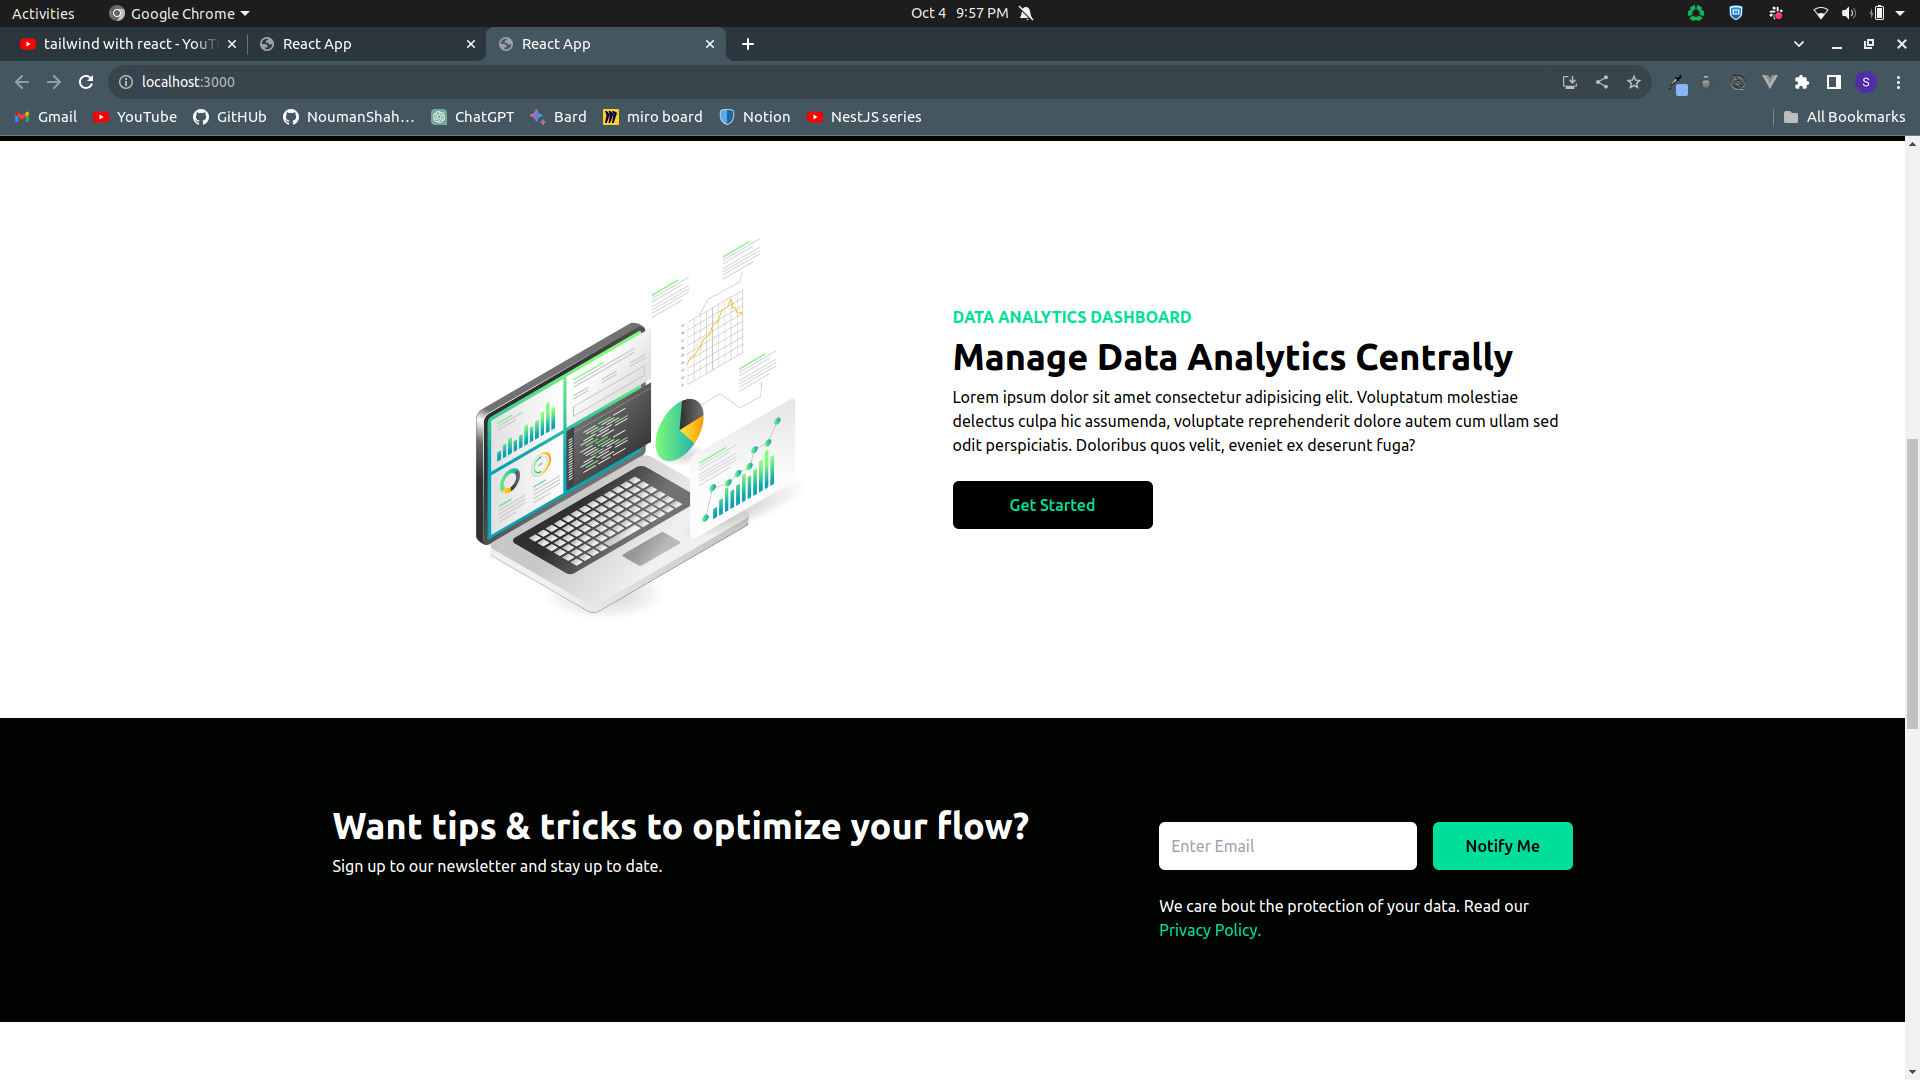 Activities
Google Chrome
Oct 4 9:57 PM
tailwind with react - YouT
React App
React App
localhost:3000
S
Gmail
YouTube
GitHUb
NoumanShah...
ChatGPT
Bard
miro board
Notion
NestJS series
All Bookmarks
DATA ANALYTICS DASHBOARD
Manage Data Analytics Centrally
Lorem ipsum dolor sit amet consectetur adipisicing elit. Voluptatum molestiae
delectus culpa hic assumenda, voluptate reprehenderit dolore autem cum ullam sed
odit perspiciatis. Doloribus quos velit, eveniet ex deserunt fuga?
Get Started
Want tips & tricks to optimize your flow?
Sign up to our newsletter and stay up to date.
Enter Email
Notify Me
We care bout the protection of your data. Read our
Privacy Policy.